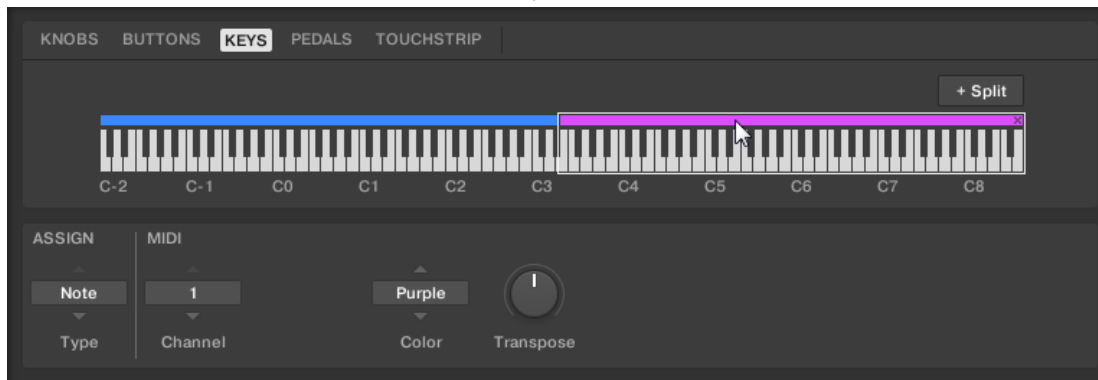 KNOBS BUTTONS KEYS PEDALS TOUCHSTRIP
+ Split
×
C-2 C-1 C0 C1 C2 C3 C4 C5 C6 C7 C8
ASSIGN MIDI
Note 1 Purple
Type Channel Color Transpose